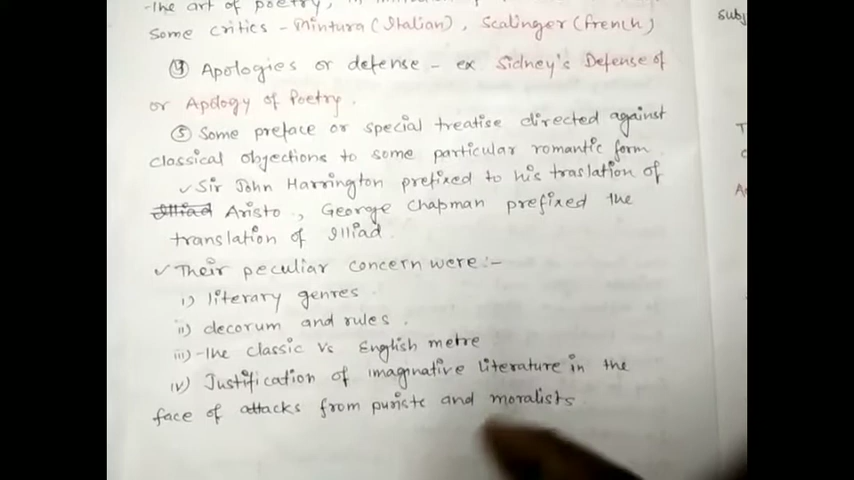 -The art of poetry, in
some critics - Mintura (Italian), Scalinger (french)
④ Apologies or defense - ex Sidney's Defense of
or Apology of Poetry.
⑤ Some preface or special treatise directed against
classical objections to some particular romantic form
✓ Sir John Harrington prefixed to his traslation of
Illiad Aristo, George Chapman prefixed the
translation of Illiad.
✓ Their peculiar concern were:-
i) literary genres
ii) decorum and rules.
iii) -the classic vs English metre
iv) Justification of imaginative literature in the
face of attacks from purists and moralists
Subj